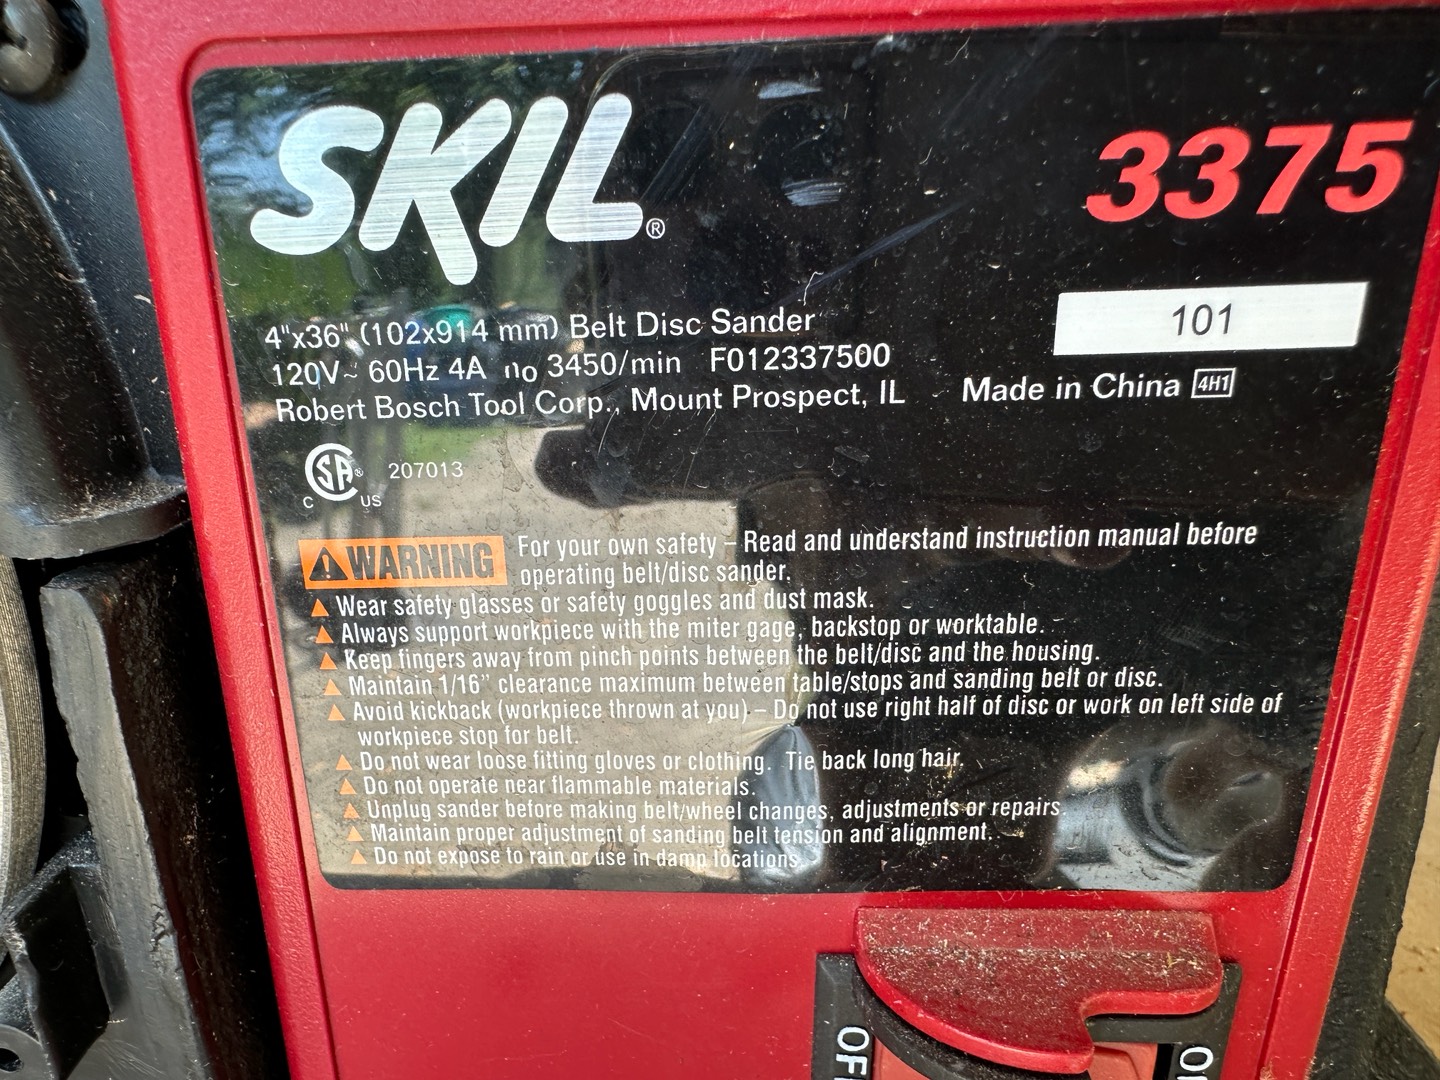 SKIL®
3375
101
4"x36" (102x914 mm) Belt Disc Sander
120V~ 60Hz 4A no 3450/min F012337500
Robert Bosch Tool Corp., Mount Prospect, IL Made in China 4H1
CSA® 207013
C US
WARNING For your own safety – Read and understand instruction manual before
operating belt/disc sander.
Wear safety glasses or safety goggles and dust mask.
Always support workpiece with the miter gage, backstop or worktable.
Keep fingers away from pinch points between the belt/disc and the housing.
Maintain 1/16" clearance maximum between table/stops and sanding belt or disc.
Avoid kickback (workpiece thrown at you) – Do not use right half of disc or work on left side of
workpiece stop for belt.
Do not wear loose fitting gloves or clothing. Tie back long hair.
Do not operate near flammable materials.
Unplug sander before making belt/wheel changes, adjustments or repairs.
Maintain proper adjustment of sanding belt tension and alignment.
Do not expose to rain or use in damp locations.